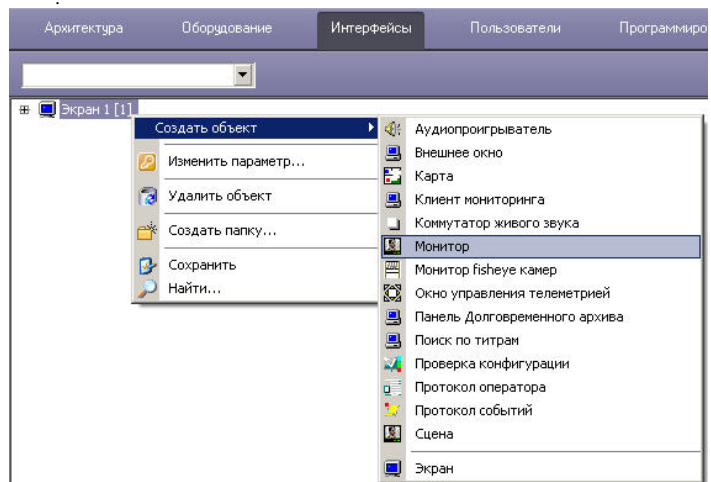 Архитектура Оборудование Интерфейсы Пользователи Программиро
Экран 1 [1]
Создать объект
Изменить параметр...
Удалить объект
Создать папку...
Сохранить
Найти...
Аудиопроигрыватель
Внешнее окно
Карта
Клиент мониторинга
Коммутатор живого звука
Монитор
Монитор fisheye камер
Окно управления телеметрией
Панель Долговременного архива
Поиск по титрам
Проверка конфигурации
Протокол оператора
Протокол событий
Сцена
Экран